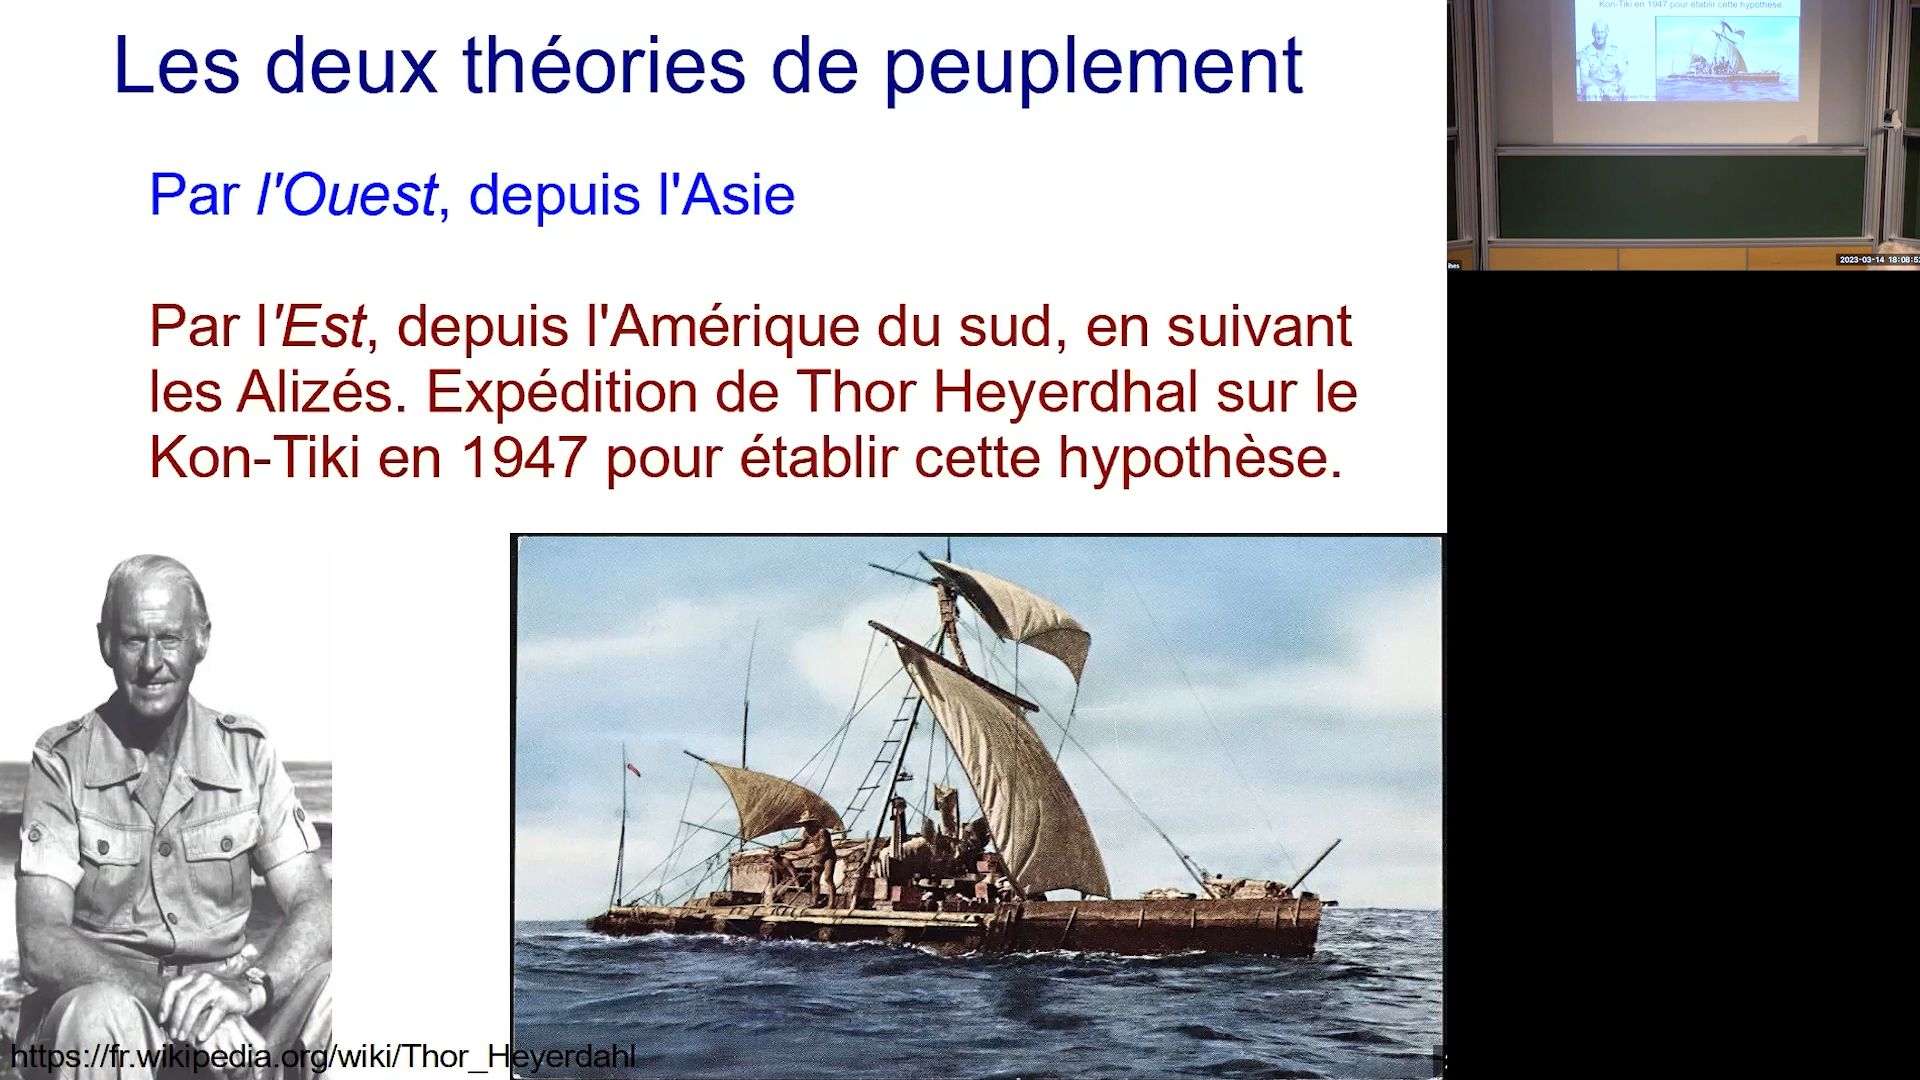 Les deux théories de peuplement
Par l'Ouest, depuis l'Asie
Par l'Est, depuis l'Amérique du sud, en suivant
les Alizés. Expédition de Thor Heyerdhal sur le
Kon-Tiki en 1947 pour établir cette hypothèse.
https://fr.wikipedia.org/wiki/Thor_Heyerdahl
Kon-Tiki en 1947 pour établir cette hypothèse.
ihes
2023-03-14 18:08:5